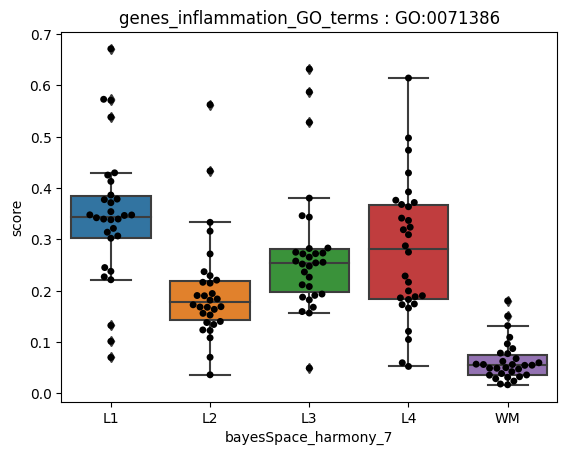 genes_inflammation_GO_terms : GO:0071386
0.7
0.6
0.5
0.4
0.3
0.2
0.1
0.0
score
L1 L2 L3 L4 WM
bayesSpace_harmony_7